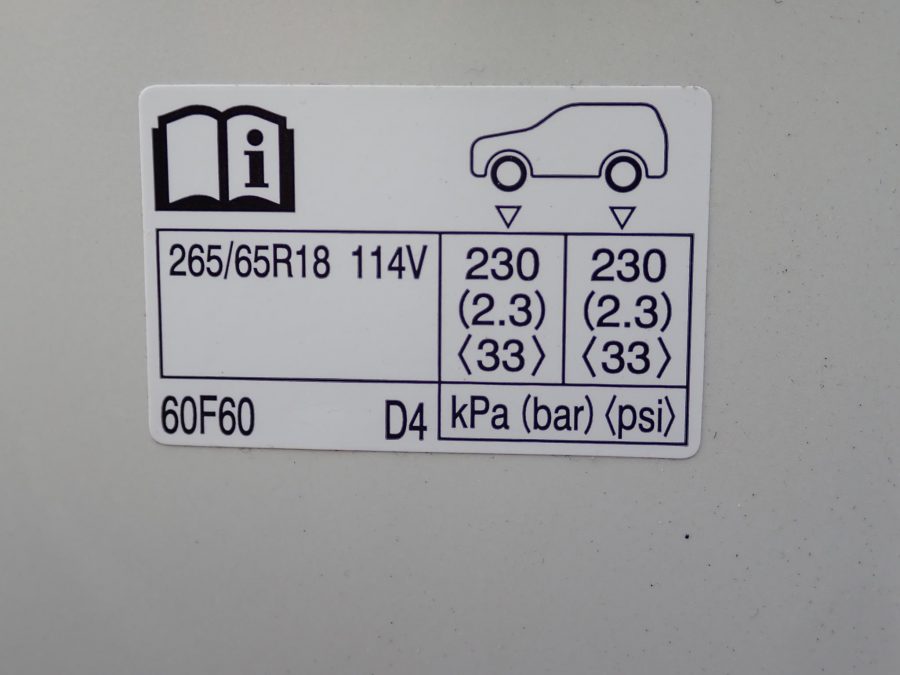 i
265/65R18 114V
230 230
(2.3) (2.3)
〈33〉 〈33〉
60F60 D4 kPa (bar) 〈psi〉